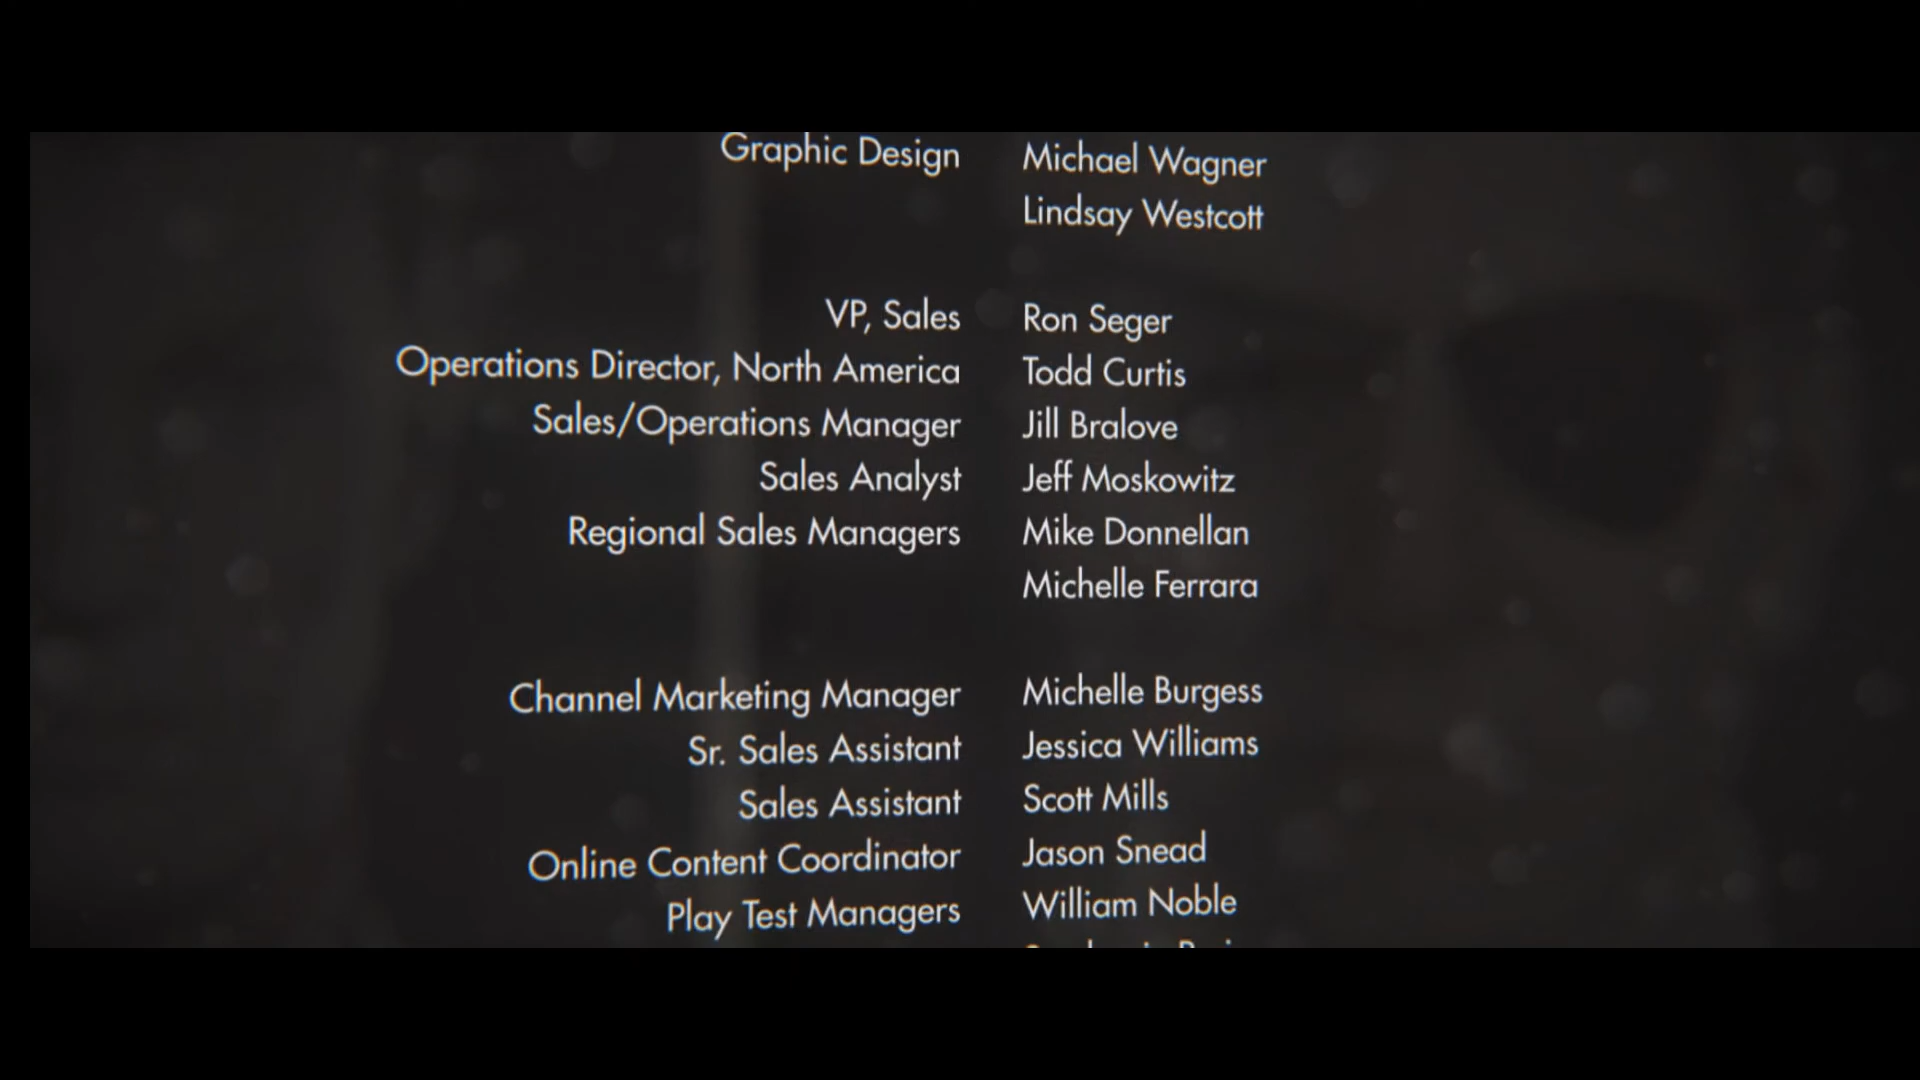 Graphic Design Michael Wagner
Lindsay Westcott
VP, Sales Ron Seger
Operations Director, North America Todd Curtis
Sales/Operations Manager Jill Bralove
Sales Analyst Jeff Moskowitz
Regional Sales Managers Mike Donnellan
Michelle Ferrara
Channel Marketing Manager Michelle Burgess
Sr. Sales Assistant Jessica Williams
Sales Assistant Scott Mills
Online Content Coordinator Jason Snead
Play Test Managers William Noble